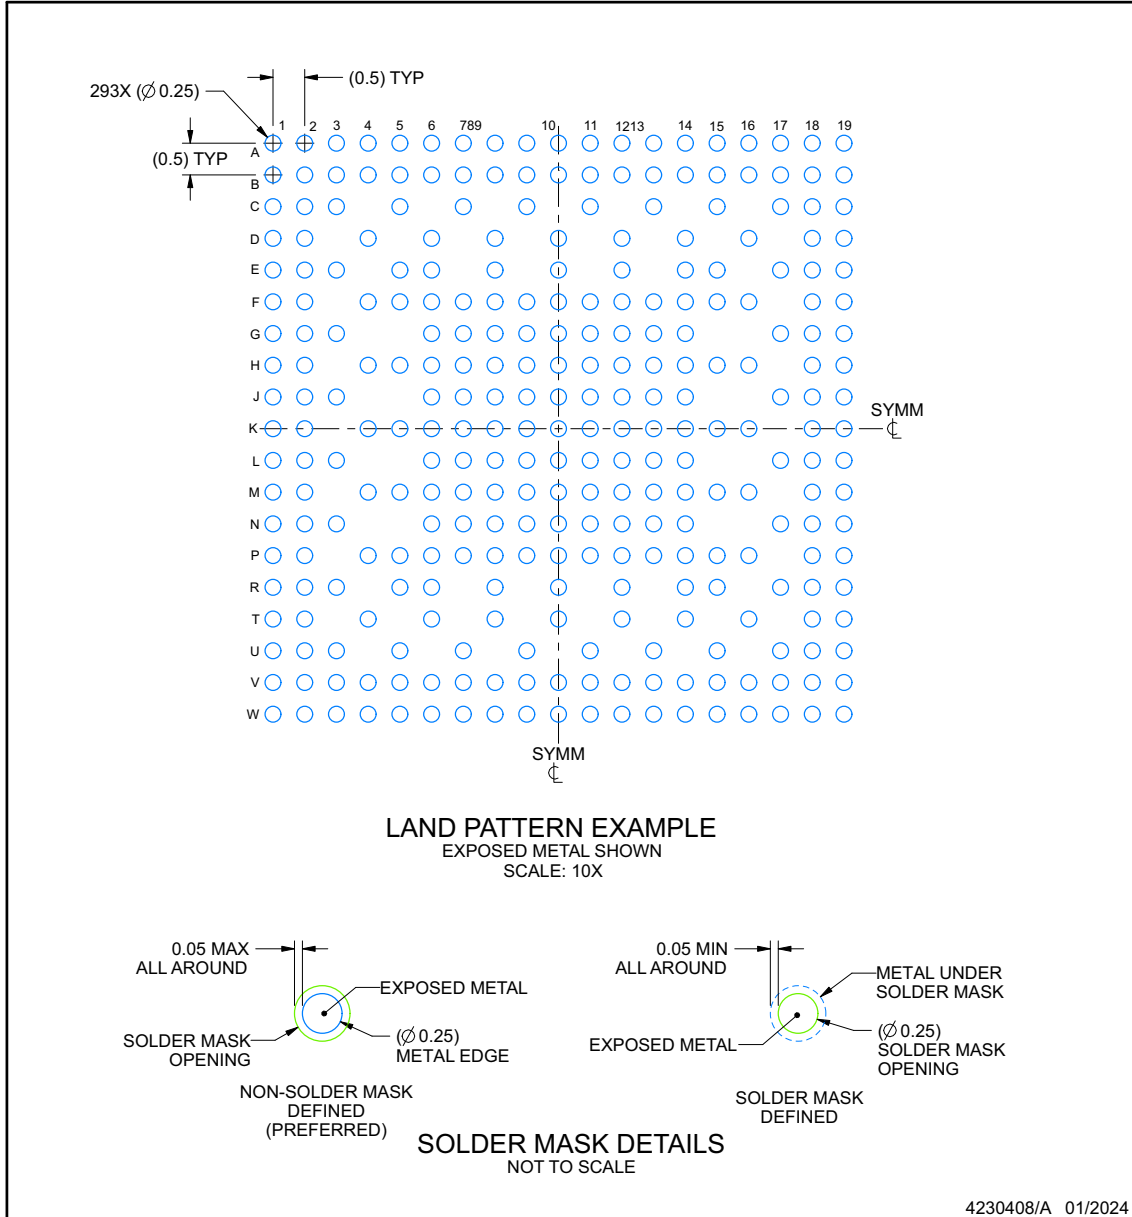 (0.5) TYP
293X (∅ 0.25)
1 2 3 4 5 6 789 10 11 1213 14 15 16 17 18 19
A
(0.5) TYP
B
C
D
E
F
G
H
J
SYMM
K
L
M
N
P
R
T
U
V
W
SYMM
LAND PATTERN EXAMPLE
EXPOSED METAL SHOWN
SCALE: 10X
0.05 MAX
ALL AROUND
EXPOSED METAL
SOLDER MASK
OPENING
(∅ 0.25)
METAL EDGE
NON-SOLDER MASK
DEFINED
(PREFERRED)
0.05 MIN
ALL AROUND
METAL UNDER
SOLDER MASK
EXPOSED METAL
(∅ 0.25)
SOLDER MASK
OPENING
SOLDER MASK
DEFINED
SOLDER MASK DETAILS
NOT TO SCALE
4230408/A 01/2024